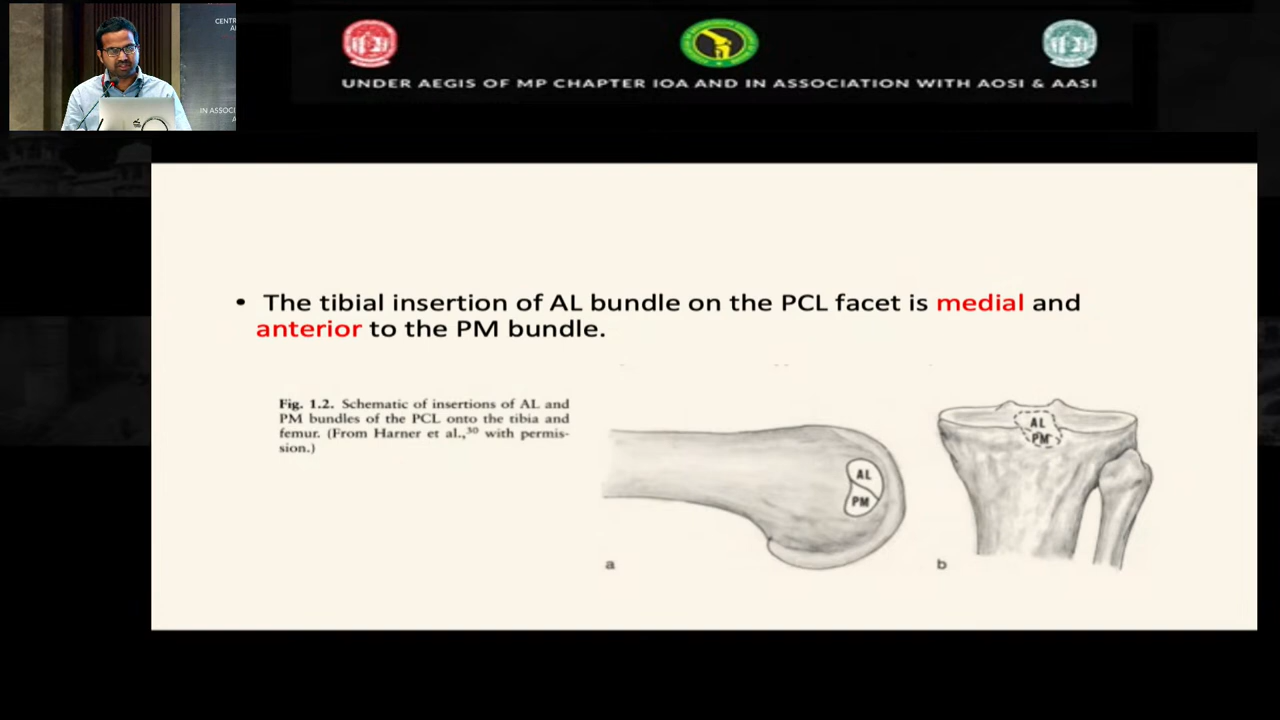 CENTR
IN ASSOCI
UNDER AEGIS OF MP CHAPTER IOA AND IN ASSOCIATION WITH AOSI & AASI
• The tibial insertion of AL bundle on the PCL facet is medial and
anterior to the PM bundle.
Fig. 1.2. Schematic of insertions of AL and
PM bundles of the PCL onto the tibia and
femur. (From Harner et al.,³⁰ with permis-
sion.)
AL
PM
a
AL
PM
b